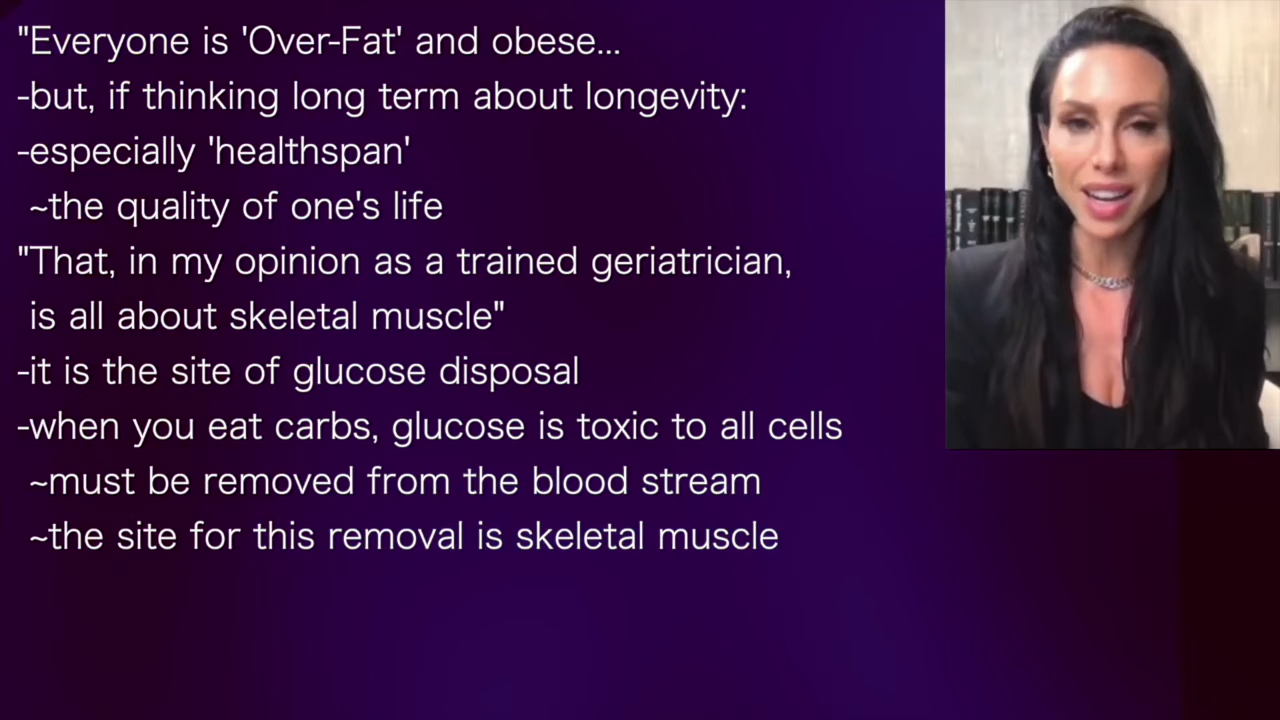 "Everyone is 'Over-Fat' and obese...
-but, if thinking long term about longevity:
-especially 'healthspan'
~the quality of one's life
"That, in my opinion as a trained geriatrician,
is all about skeletal muscle"
-it is the site of glucose disposal
-when you eat carbs, glucose is toxic to all cells
~must be removed from the blood stream
~the site for this removal is skeletal muscle